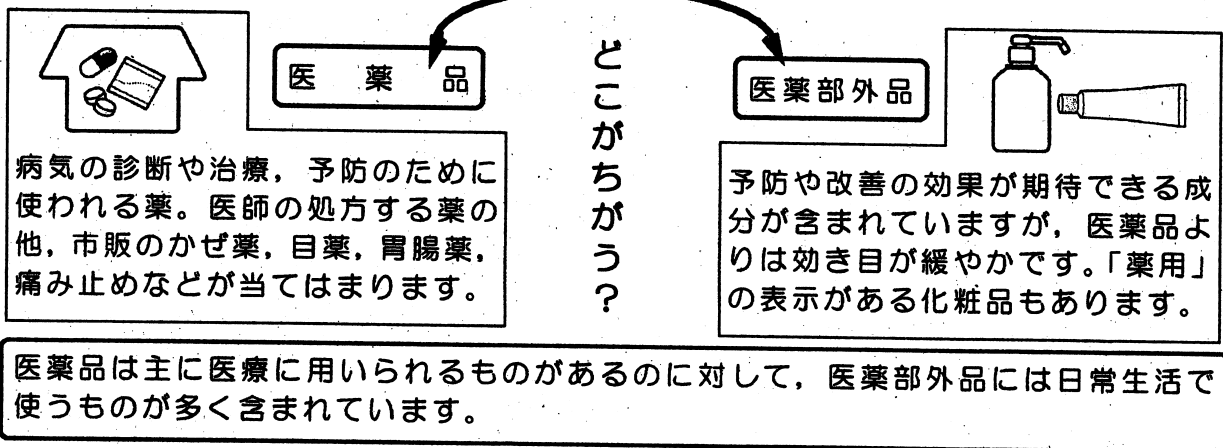 医薬品
病気の診断や治療，予防のために
使われる薬。医師の処方する薬の
他，市販のかぜ薬，目薬，胃腸薬，
痛み止めなどが当てはまります。
どこがちがう？
医薬部外品
予防や改善の効果が期待できる成
分が含まれていますが，医薬品よ
りは効き目が緩やかです。「薬用」
の表示がある化粧品もあります。
医薬品は主に医療に用いられるものがあるのに対して，医薬部外品には日常生活で
使うものが多く含まれています。